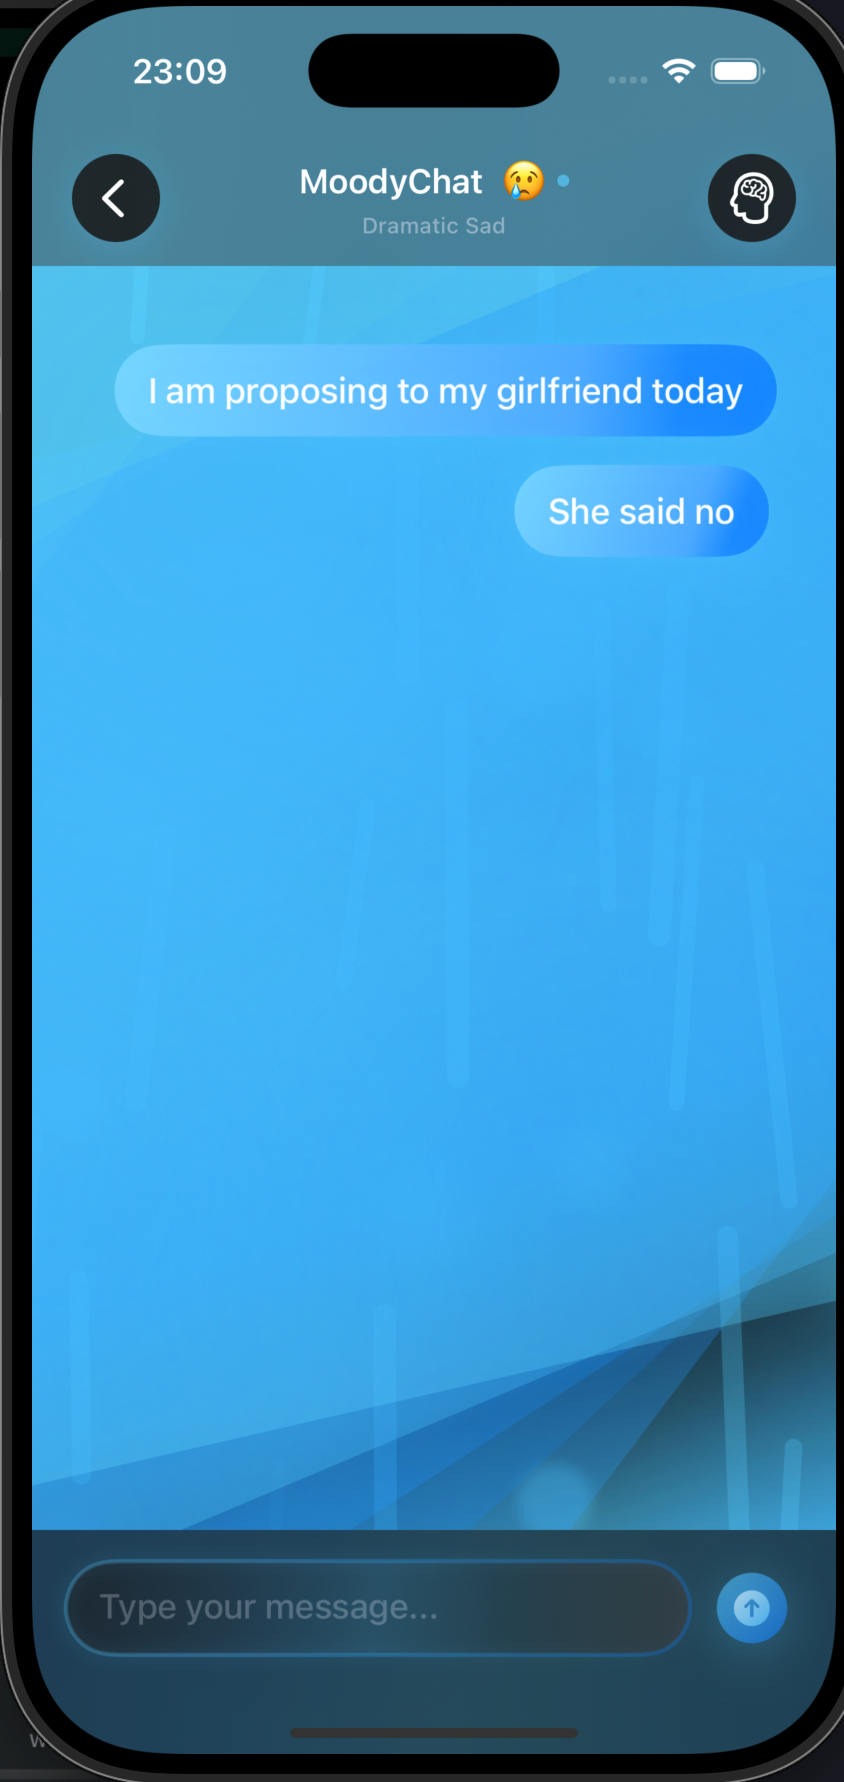 23:09
MoodyChat 😢
Dramatic Sad
I am proposing to my girlfriend today
She said no
Type your message...